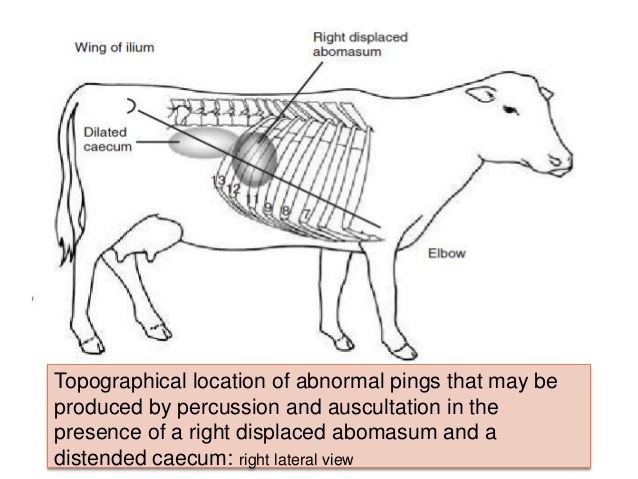 Wing of ilium
Right displaced
abomasum
Dilated
caecum
13
12
11
9
8
7
Elbow
Topographical location of abnormal pings that may be
produced by percussion and auscultation in the
presence of a right displaced abomasum and a
distended caecum: right lateral view